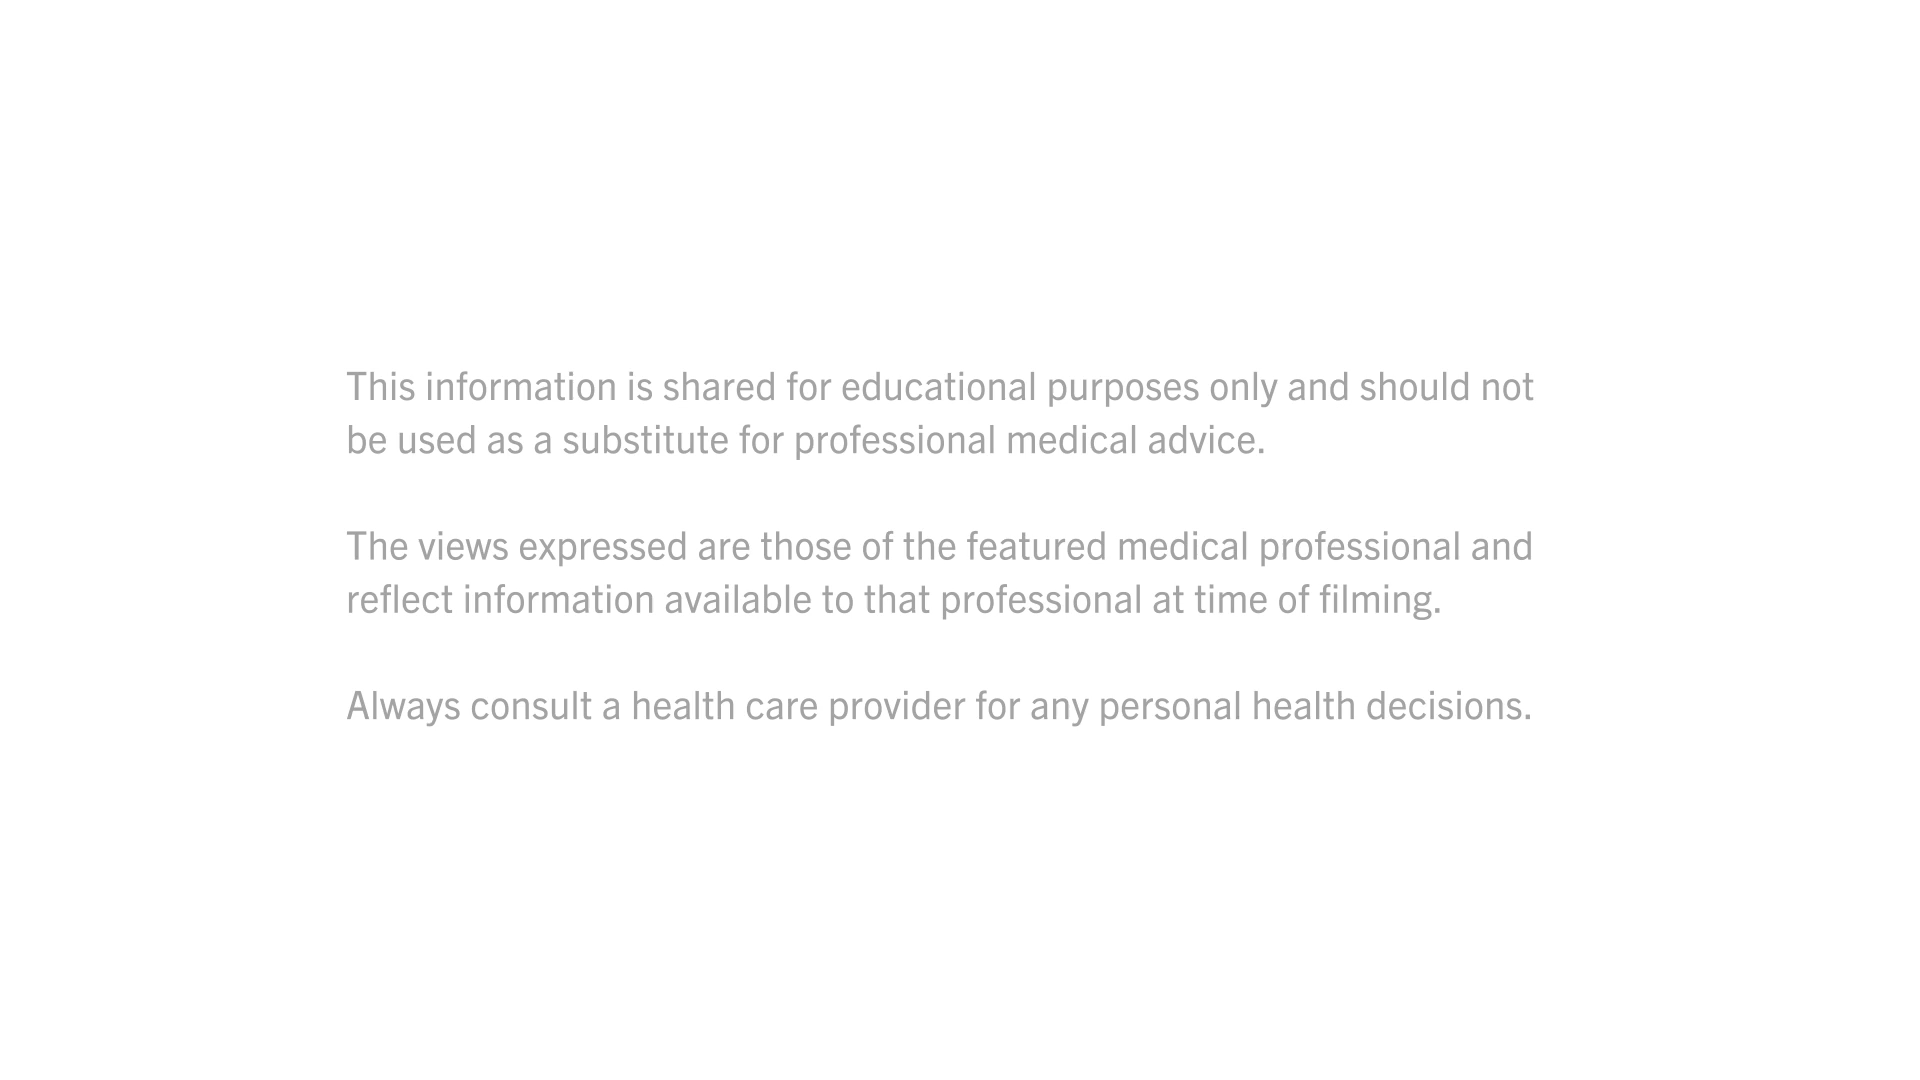 This information is shared for educational purposes only and should not
be used as a substitute for professional medical advice.
The views expressed are those of the featured medical professional and
reflect information available to that professional at time of filming.
Always consult a health care provider for any personal health decisions.